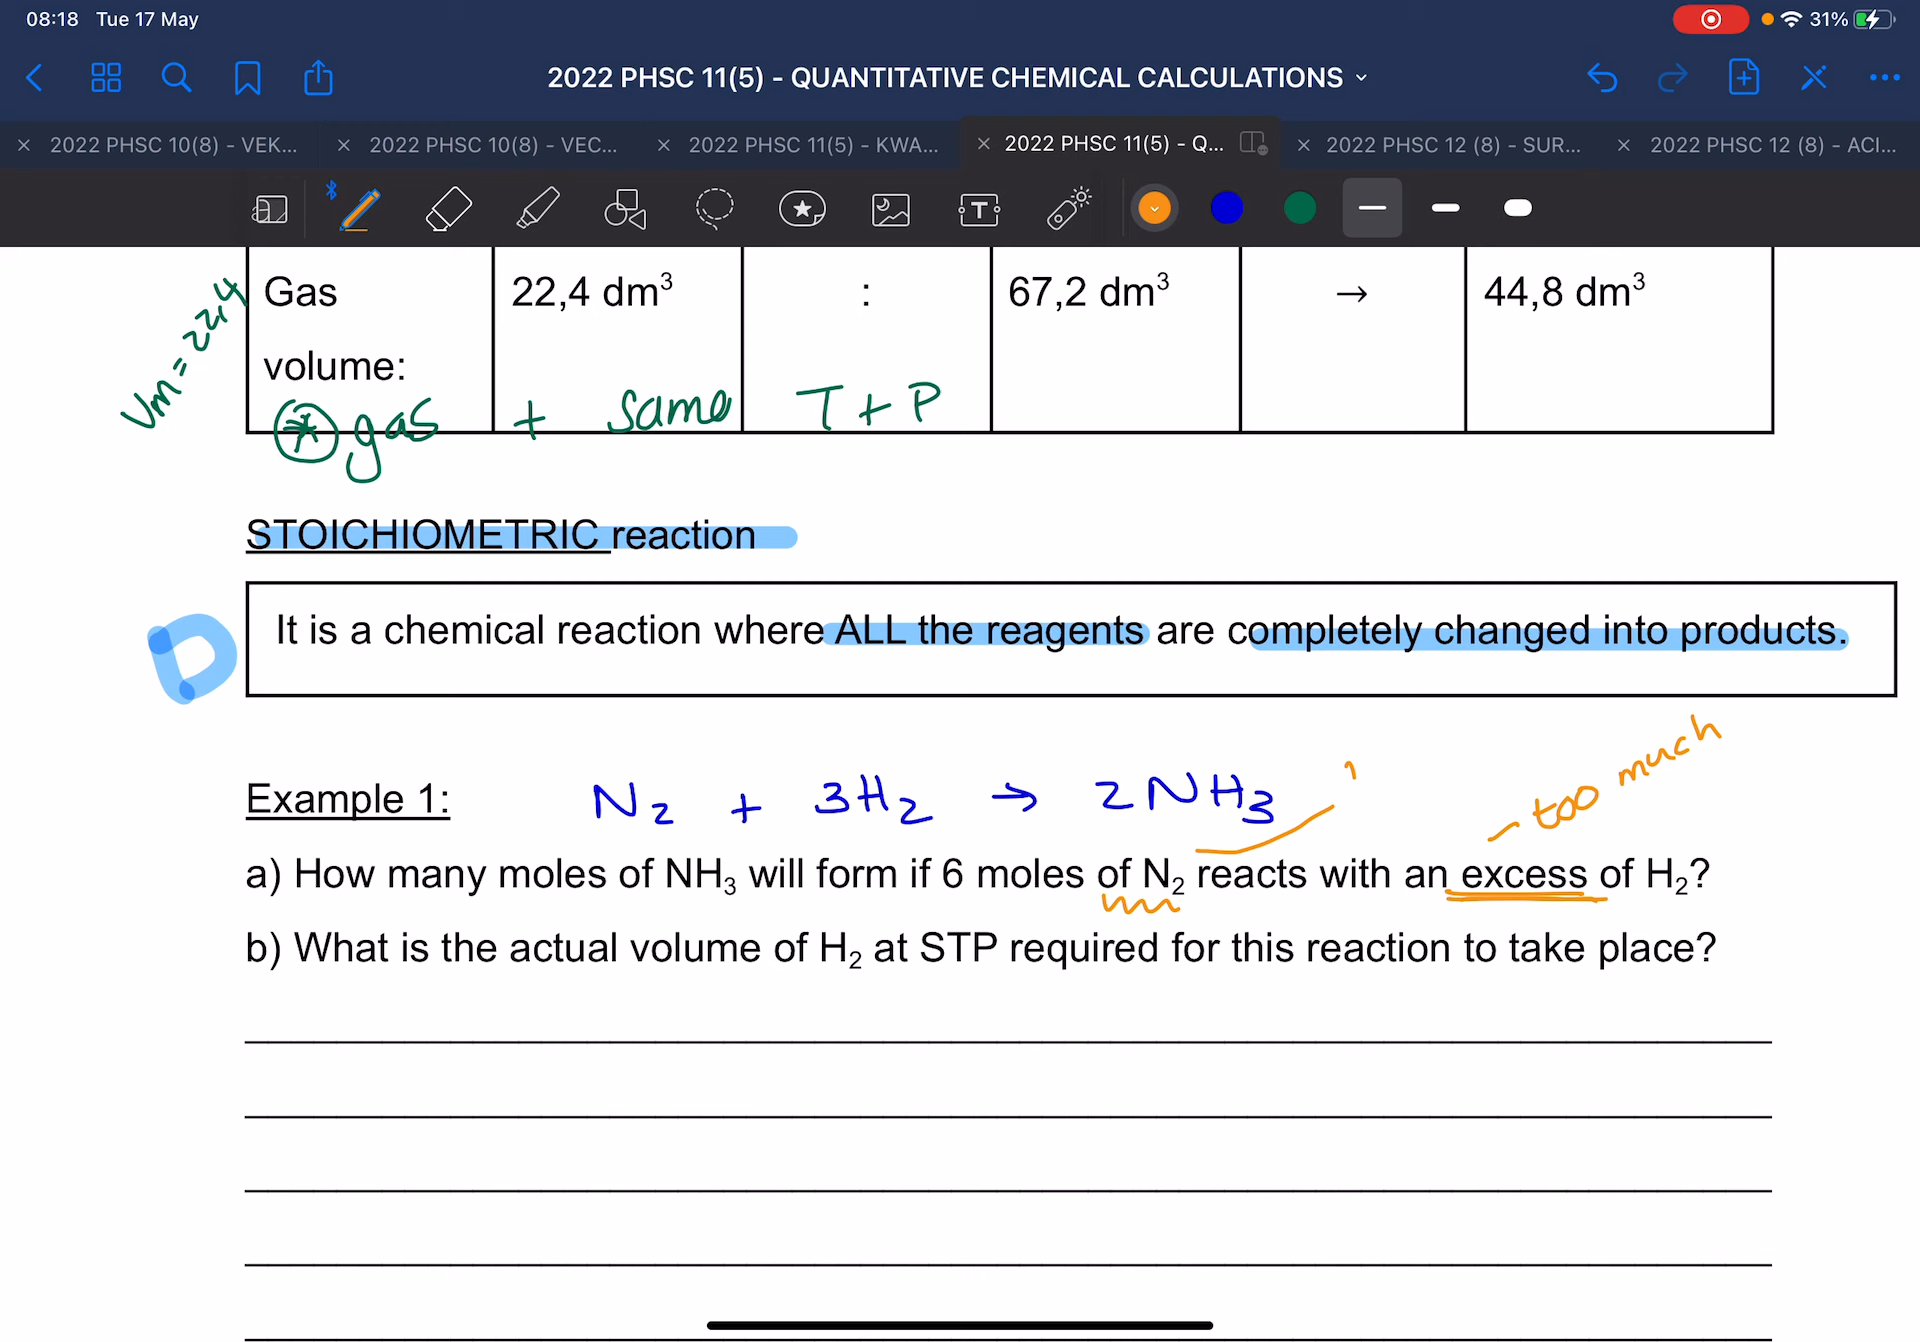 08:18 Tue 17 May
31%
2022 PHSC 11(5) - QUANTITATIVE CHEMICAL CALCULATIONS
× 2022 PHSC 10(8) - VEK... × 2022 PHSC 10(8) - VEC... × 2022 PHSC 11(5) - KWA... × 2022 PHSC 11(5) - Q... × 2022 PHSC 12 (8) - SUR... × 2022 PHSC 12 (8) - ACI...
T
Vm = 22,4
Gas volume:
22,4 dm³ : 67,2 dm³ → 44,8 dm³
* gas + same T + P
STOICHIOMETRIC reaction
D
It is a chemical reaction where ALL the reagents are completely changed into products.
Example 1: N₂ + 3H₂ → 2NH₃
- too much
a) How many moles of NH₃ will form if 6 moles of N₂ reacts with an excess of H₂?
b) What is the actual volume of H₂ at STP required for this reaction to take place?